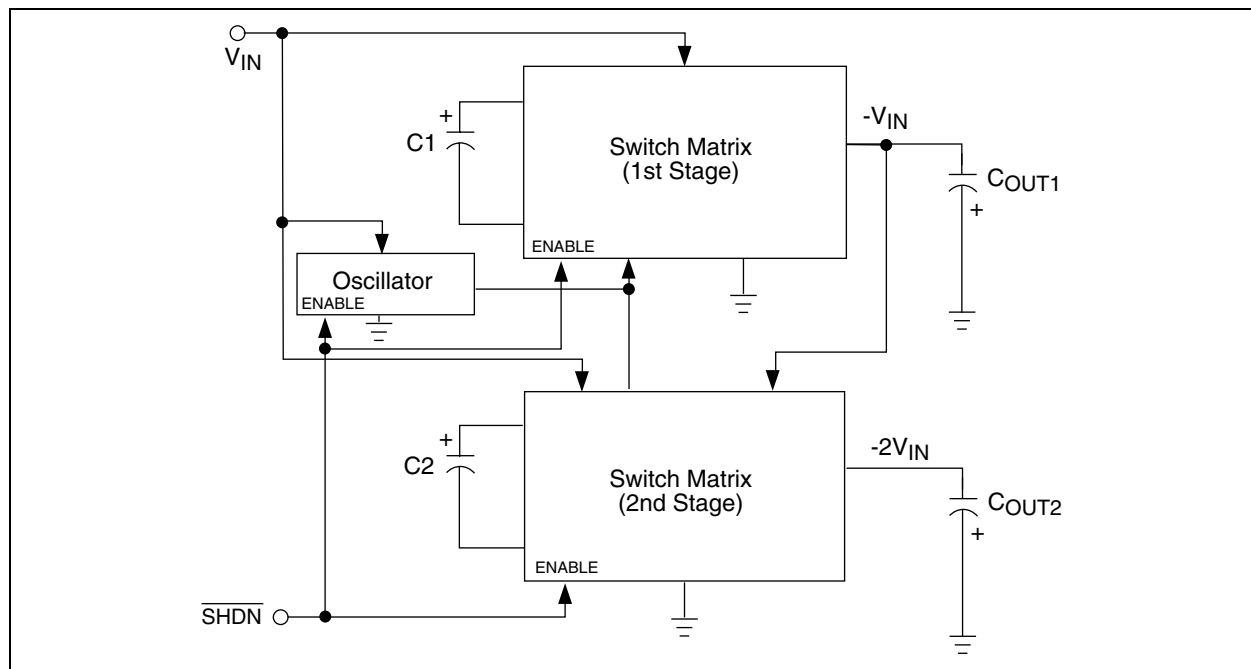 V_IN
+
C1
Switch Matrix
(1st Stage)
-V_IN
C_OUT1
+
ENABLE
Oscillator
ENABLE
+
C2
Switch Matrix
(2nd Stage)
-2V_IN
C_OUT2
+
ENABLE
S̅H̅D̅N̅